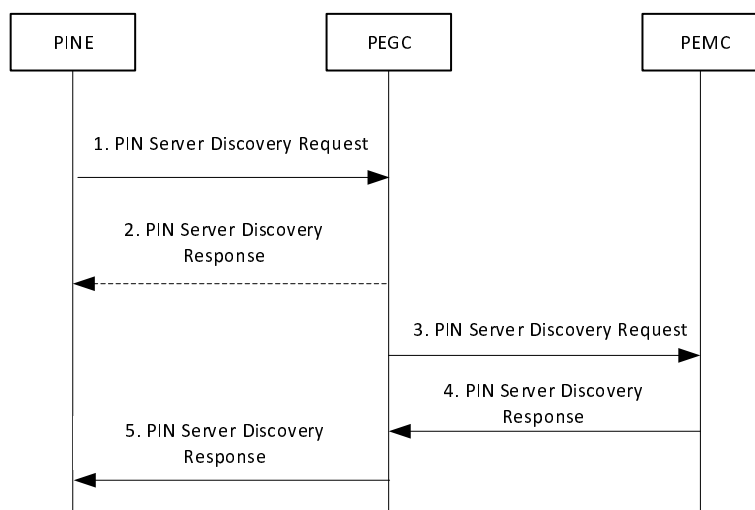 PINE
PEGC
PEMC
1. PIN Server Discovery Request
2. PIN Server Discovery
Response
3. PIN Server Discovery Request
4. PIN Server Discovery
Response
5. PIN Server Discovery
Response